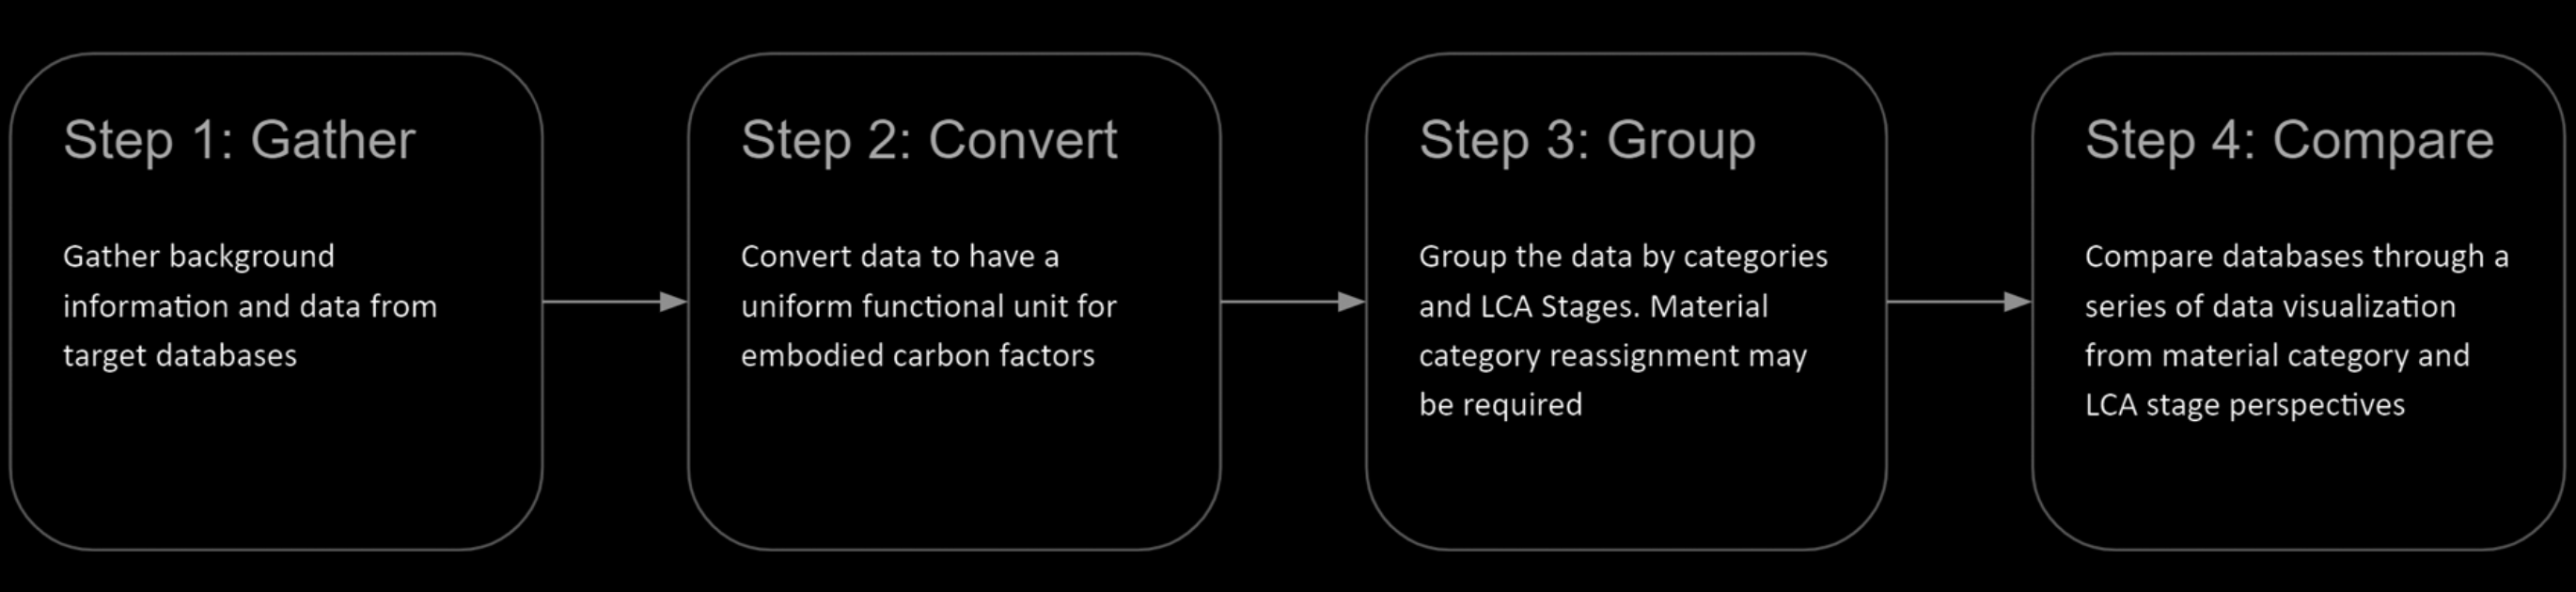 Step 1: Gather
Gather background
information and data from
target databases
Step 2: Convert
Convert data to have a
uniform functional unit for
embodied carbon factors
Step 3: Group
Group the data by categories
and LCA Stages. Material
category reassignment may
be required
Step 4: Compare
Compare databases through a
series of data visualization
from material category and
LCA stage perspectives